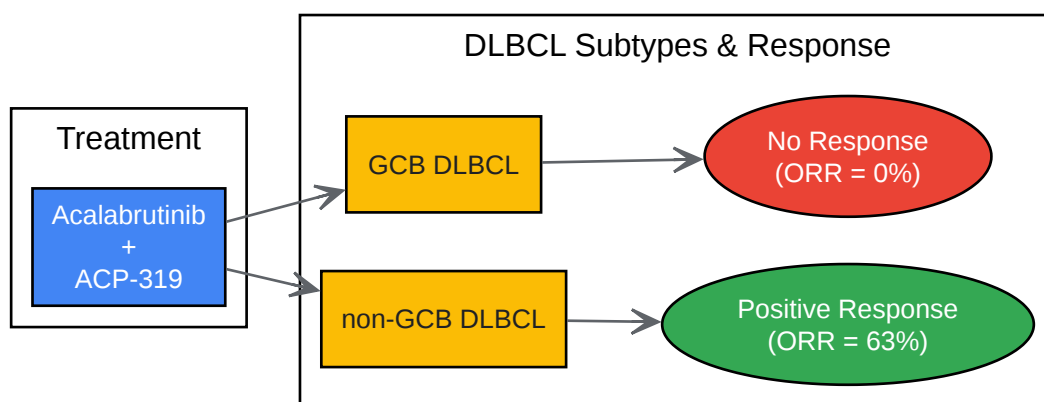 DLBCL Subtypes & Response
Treatment
Acalabrutinib
+
ACP-319
GCB DLBCL
No Response
(ORR = 0%)
non-GCB DLBCL
Positive Response
(ORR = 63%)